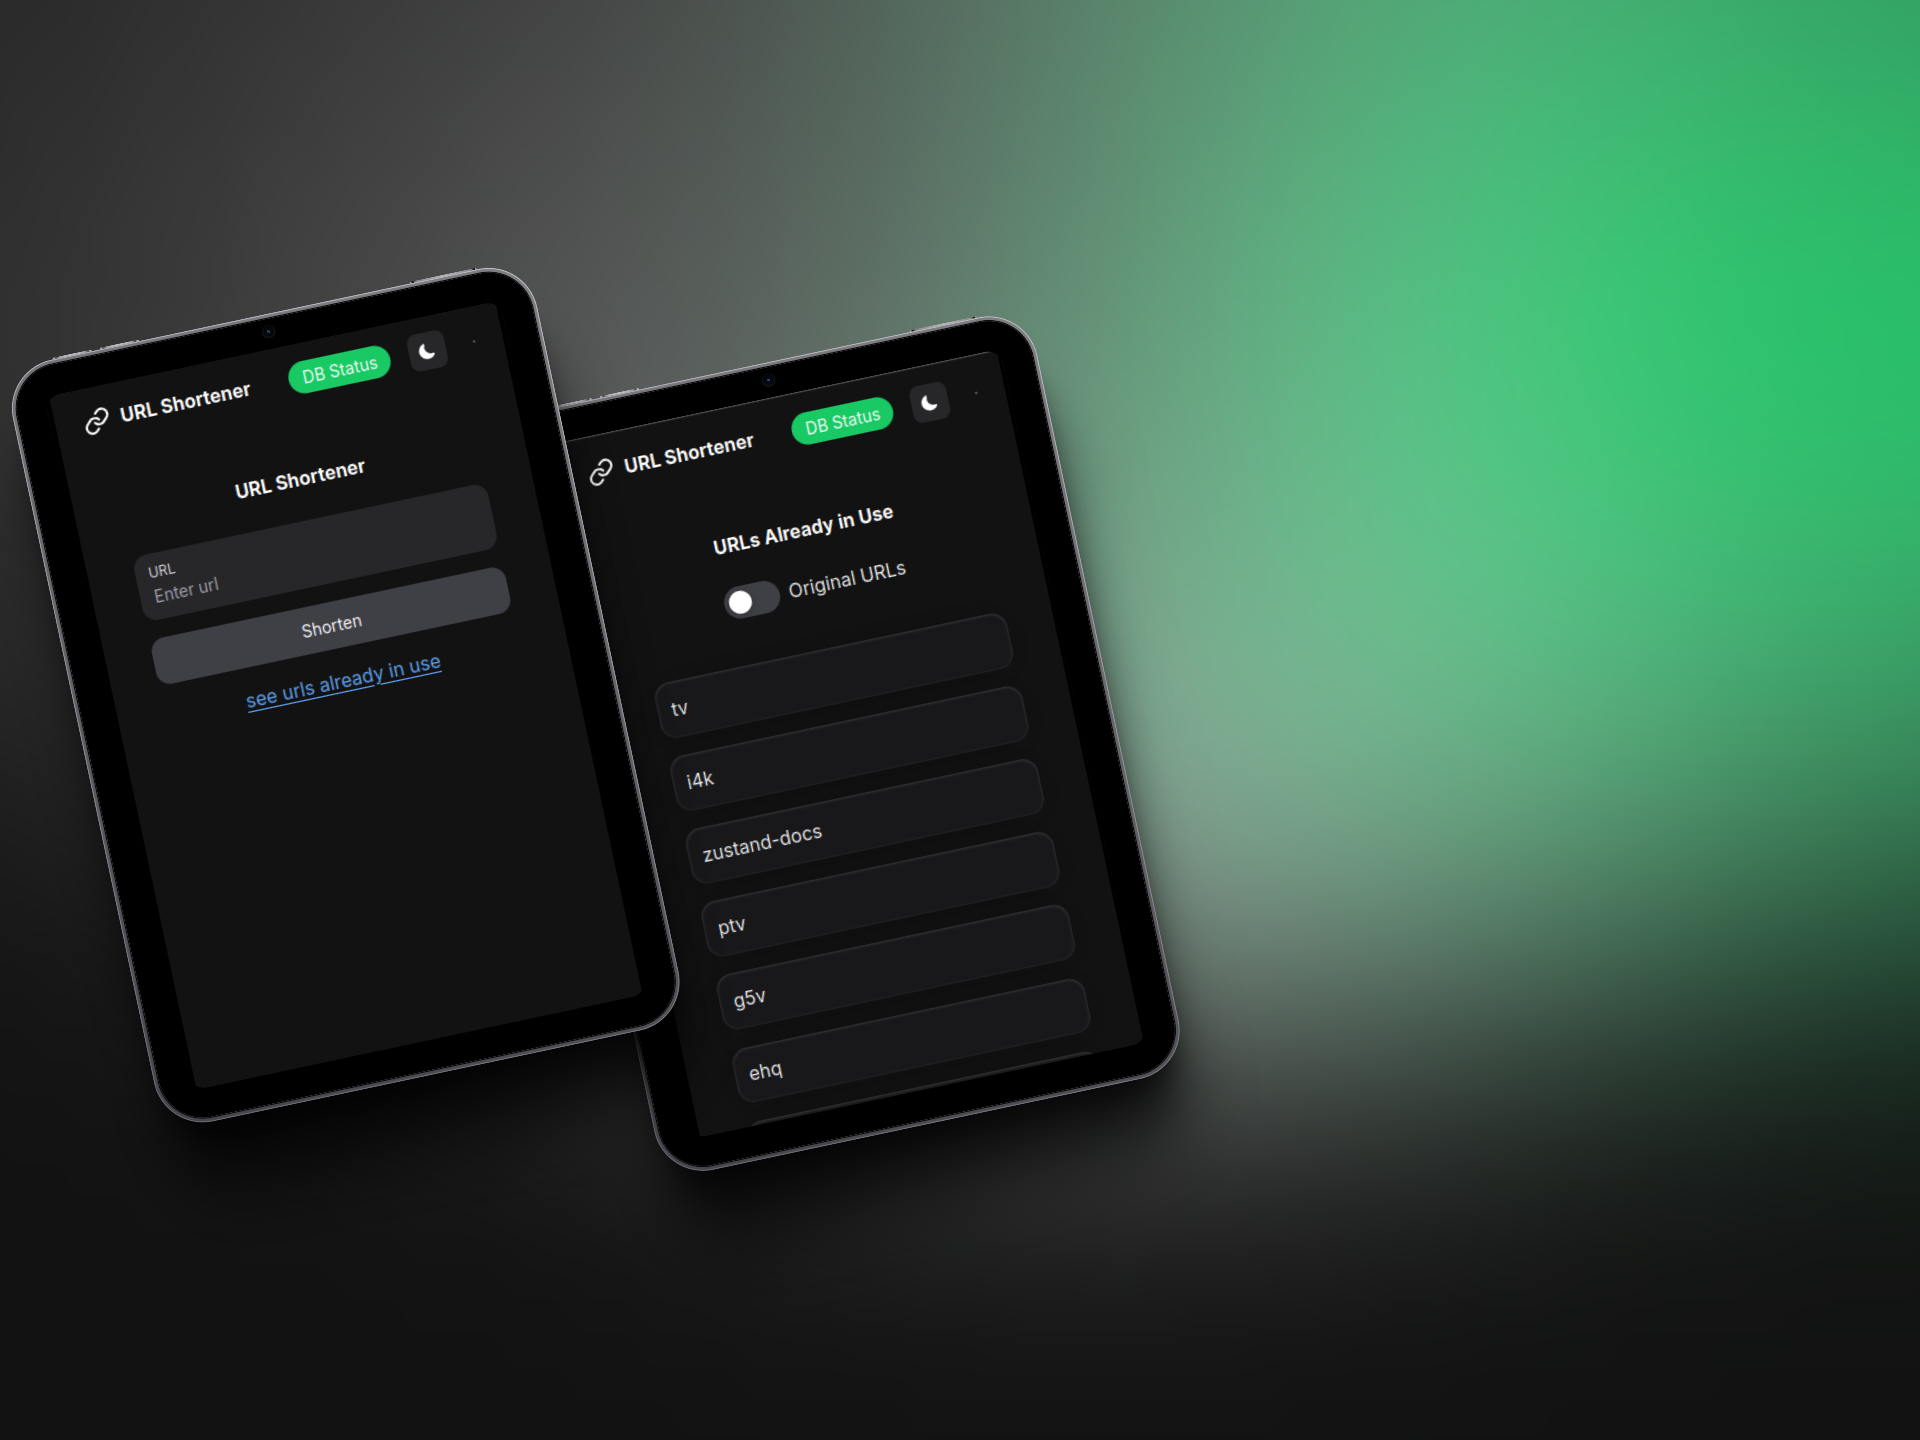 URL Shortener
DB Status
URL Shortener
URL
Enter url
Shorten
see urls already in use
URL Shortener
DB Status
URLs Already in Use
Original URLs
tv
i4k
zustand-docs
ptv
g5v
ehq